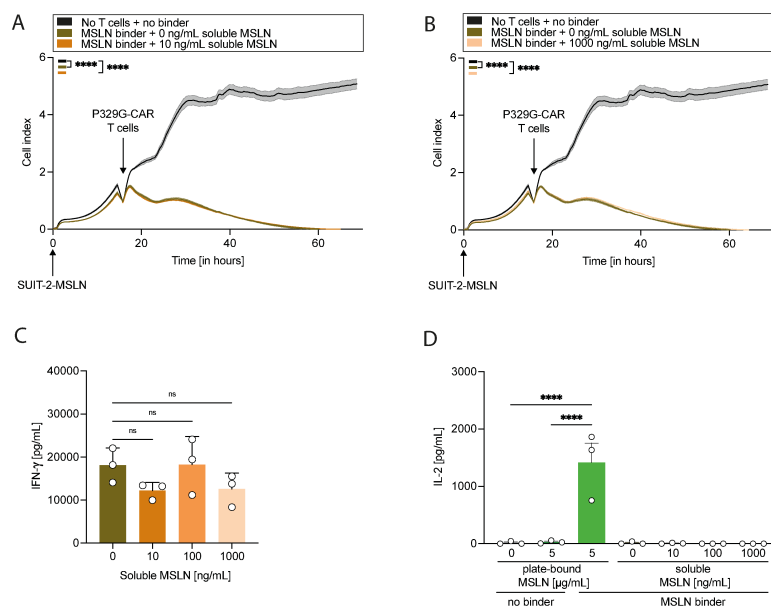 A
No T cells + no binder
MSLN binder + 0 ng/mL soluble MSLN
MSLN binder + 10 ng/mL soluble MSLN
6
4
2
0
Cell index
****
****
P329G-CAR
T cells
0
20
40
60
Time [in hours]
SUIT-2-MSLN
B
No T cells + no binder
MSLN binder + 0 ng/mL soluble MSLN
MSLN binder + 1000 ng/mL soluble MSLN
6
4
2
0
Cell index
****
****
P329G-CAR
T cells
0
20
40
60
Time [in hours]
SUIT-2-MSLN
C
40000
30000
20000
10000
0
IFN-γ [pg/mL]
ns
ns
ns
0 10 100 1000
Soluble MSLN [ng/mL]
D
3000
2000
1000
0
IL-2 [pg/mL]
****
****
0 5 5 0 10 100 1000
plate-bound
MSLN [µg/mL]
soluble
MSLN [ng/mL]
no binder
MSLN binder